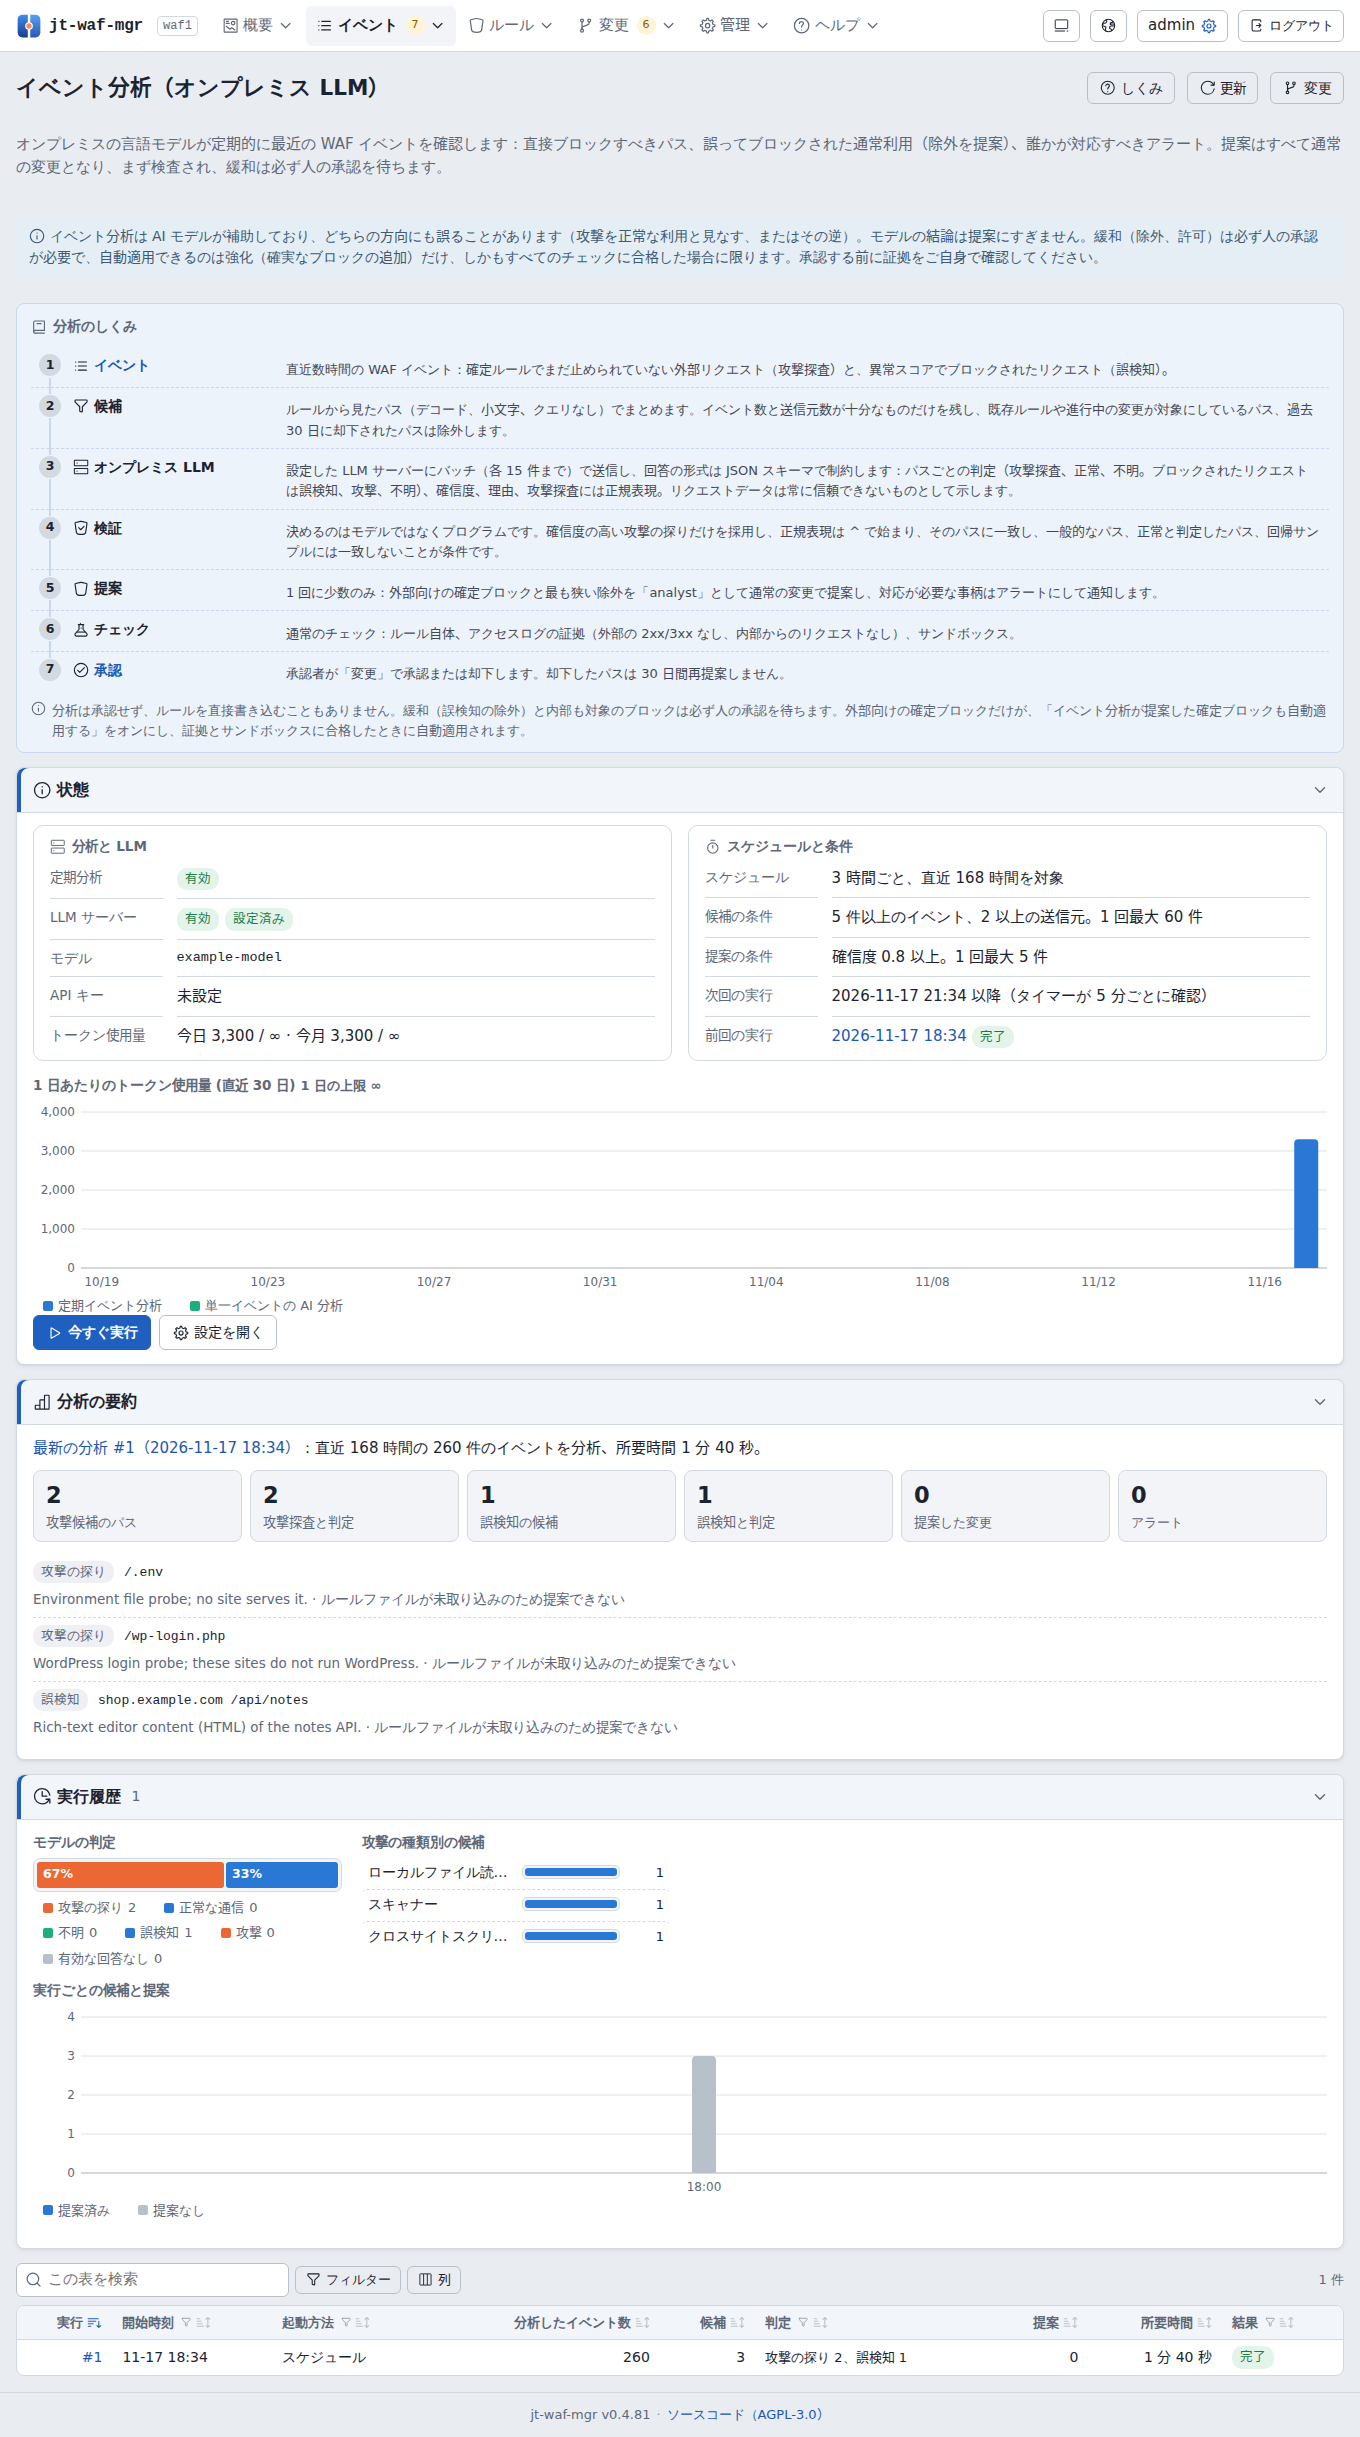 jt-waf-mgr waf1 概要 イベント 7 ルール 変更 6 管理 ヘルプ admin ログアウト
イベント分析（オンプレミス LLM） しくみ 更新 変更
オンプレミスの言語モデルが定期的に最近の WAF イベントを確認します：直接ブロックすべきパス、誤ってブロックされた通常利用（除外を提案）、誰かが対応すべきアラート。提案はすべて通常
の変更となり、まず検査され、緩和は必ず人の承認を待ちます。
イベント分析は AI モデルが補助しており、どちらの方向にも誤ることがあります（攻撃を正常な利用と見なす、またはその逆）。モデルの結論は提案にすぎません。緩和（除外、許可）は必ず人の承認
が必要で、自動適用できるのは強化（確実なブロックの追加）だけ、しかもすべてのチェックに合格した場合に限ります。承認する前に証拠をご自身で確認してください。
分析のしくみ
1 イベント 直近数時間の WAF イベント：確定ルールでまだ止められていない外部リクエスト（攻撃探査）と、異常スコアでブロックされたリクエスト（誤検知）。
2 候補 ルールから見たパス（デコード、小文字、クエリなし）でまとめます。イベント数と送信元数が十分なものだけを残し、既存ルールや進行中の変更が対象にしているパス、過去
30 日に却下されたパスは除外します。
3 オンプレミス LLM 設定した LLM サーバーにバッチ（各 15 件まで）で送信し、回答の形式は JSON スキーマで制約します：パスごとの判定（攻撃探査、正常、不明。ブロックされたリクエスト
は誤検知、攻撃、不明）、確信度、理由、攻撃探査には正規表現。リクエストデータは常に信頼できないものとして示します。
4 検証 決めるのはモデルではなくプログラムです。確信度の高い攻撃の探りだけを採用し、正規表現は ^ で始まり、そのパスに一致し、一般的なパス、正常と判定したパス、回帰サン
プルには一致しないことが条件です。
5 提案 1 回に少数のみ：外部向けの確定ブロックと最も狭い除外を「analyst」として通常の変更で提案し、対応が必要な事柄はアラートにして通知します。
6 チェック 通常のチェック：ルール自体、アクセスログの証拠（外部の 2xx/3xx なし、内部からのリクエストなし）、サンドボックス。
7 承認 承認者が「変更」で承認または却下します。却下したパスは 30 日間再提案しません。
分析は承認せず、ルールを直接書き込むこともありません。緩和（誤検知の除外）と内部も対象のブロックは必ず人の承認を待ちます。外部向けの確定ブロックだけが、「イベント分析が提案した確定ブロックも自動適
用する」をオンにし、証拠とサンドボックスに合格したときに自動適用されます。
状態
分析と LLM
定期分析 有効
LLM サーバー 有効 設定済み
モデル example-model
API キー 未設定
トークン使用量 今日 3,300 / ∞ · 今月 3,300 / ∞
スケジュールと条件
スケジュール 3 時間ごと、直近 168 時間を対象
候補の条件 5 件以上のイベント、2 以上の送信元。1 回最大 60 件
提案の条件 確信度 0.8 以上。1 回最大 5 件
次回の実行 2026-11-17 21:34 以降（タイマーが 5 分ごとに確認）
前回の実行 2026-11-17 18:34 完了
1 日あたりのトークン使用量 (直近 30 日) 1 日の上限 ∞
4,000
3,000
2,000
1,000
0
10/19 10/23 10/27 10/31 11/04 11/08 11/12 11/16
定期イベント分析 単一イベントの AI 分析
今すぐ実行 設定を開く
分析の要約
最新の分析 #1（2026-11-17 18:34）：直近 168 時間の 260 件のイベントを分析、所要時間 1 分 40 秒。
2 2 1 1 0 0
攻撃候補のパス 攻撃探査と判定 誤検知の候補 誤検知と判定 提案した変更 アラート
攻撃の探り /.env
Environment file probe; no site serves it. · ルールファイルが未取り込みのため提案できない
攻撃の探り /wp-login.php
WordPress login probe; these sites do not run WordPress. · ルールファイルが未取り込みのため提案できない
誤検知 shop.example.com /api/notes
Rich-text editor content (HTML) of the notes API. · ルールファイルが未取り込みのため提案できない
実行履歴 1
モデルの判定
67% 33%
攻撃の探り 2 正常な通信 0
不明 0 誤検知 1 攻撃 0
有効な回答なし 0
攻撃の種類別の候補
ローカルファイル読… 1
スキャナー 1
クロスサイトスクリ… 1
実行ごとの候補と提案
4
3
2
1
0
18:00
提案済み 提案なし
この表を検索 フィルター 列 1 件
実行 開始時刻 起動方法 分析したイベント数 候補 判定 提案 所要時間 結果
#1 11-17 18:34 スケジュール 260 3 攻撃の探り 2、誤検知 1 0 1 分 40 秒 完了
jt-waf-mgr v0.4.81 · ソースコード（AGPL-3.0）